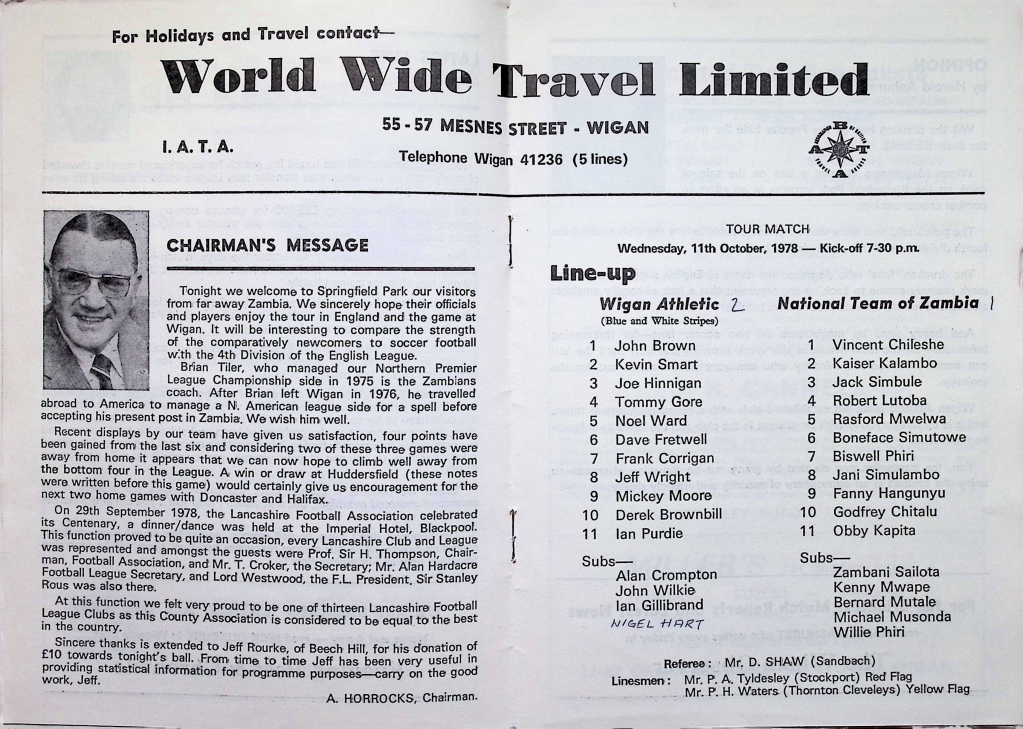 For Holidays and Travel contact—
World Wide Travel Limited
55-57 MESNES STREET - WIGAN
I. A. T. A.
Telephone Wigan 41236 (5 lines)
A B T A
CHAIRMAN'S MESSAGE
Tonight we welcome to Springfield Park our visitors
from far away Zambia. We sincerely hope their officials
and players enjoy the tour in England and the game at
Wigan. It will be interesting to compare the strength
of the comparatively newcomers to soccer football
with the 4th Division of the English League.
Brian Tiler, who managed our Northern Premier
League Championship side in 1975 is the Zambians
coach. After Brian left Wigan in 1976, he travelled
abroad to America to manage a N. American league side for a spell before
accepting his present post in Zambia. We wish him well.
Recent displays by our team have given us satisfaction, four points have
been gained from the last six and considering two of these three games were
away from home it appears that we can now hope to climb well away from
the bottom four in the League. A win or draw at Huddersfield (these notes
were written before this game) would certainly give us encouragement for the
next two home games with Doncaster and Halifax.
On 29th September 1978, the Lancashire Football Association celebrated
its Centenary, a dinner/dance was held at the Imperial Hotel, Blackpool.
This function proved to be quite an occasion, every Lancashire Club and League
was represented and amongst the guests were Prof. Sir H. Thompson, Chair-
man, Football Association, and Mr. T. Croker, the Secretary; Mr. Alan Hardacre
Football League Secretary, and Lord Westwood, the F.L. President, Sir Stanley
Rous was also there.
At this function we felt very proud to be one of thirteen Lancashire Football
League Clubs as this County Association is considered to be equal to the best
in the country.
Sincere thanks is extended to Jeff Rourke, of Beech Hill, for his donation of
£10 towards tonight's ball. From time to time Jeff has been very useful in
providing statistical information for programme purposes—carry on the good
work, Jeff.
A. HORROCKS, Chairman.
TOUR MATCH
Wednesday, 11th October, 1978 — Kick-off 7-30 p.m.
Line-up
Wigan Athletic 2
(Blue and White Stripes)
1 John Brown
2 Kevin Smart
3 Joe Hinnigan
4 Tommy Gore
5 Noel Ward
6 Dave Fretwell
7 Frank Corrigan
8 Jeff Wright
9 Mickey Moore
10 Derek Brownbill
11 Ian Purdie
Subs—
Alan Crompton
John Wilkie
Ian Gillibrand
NIGEL HART
National Team of Zambia 1
1 Vincent Chileshe
2 Kaiser Kalambo
3 Jack Simbule
4 Robert Lutoba
5 Rasford Mwelwa
6 Boneface Simutowe
7 Biswell Phiri
8 Jani Simulambo
9 Fanny Hangunyu
10 Godfrey Chitalu
11 Obby Kapita
Subs—
Zambani Sailota
Kenny Mwape
Bernard Mutale
Michael Musonda
Willie Phiri
Referee: Mr. D. SHAW (Sandbach)
Linesmen: Mr. P. A. Tyldesley (Stockport) Red Flag
Mr. P. H. Waters (Thornton Cleveleys) Yellow Flag